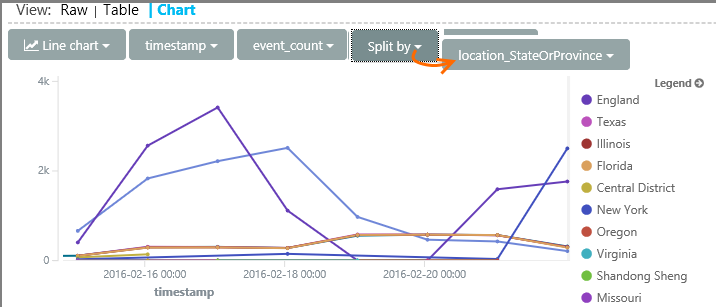 View: Raw | Table | Chart
Line chart timestamp event_count Split by location_StateOrProvince
4k
Legend
England
Texas
Illinois
Florida
2k
Central District
New York
Oregon
Virginia
Shandong Sheng
Missouri
0
2016-02-16 00:00 2016-02-18 00:00 2016-02-20 00:00
timestamp